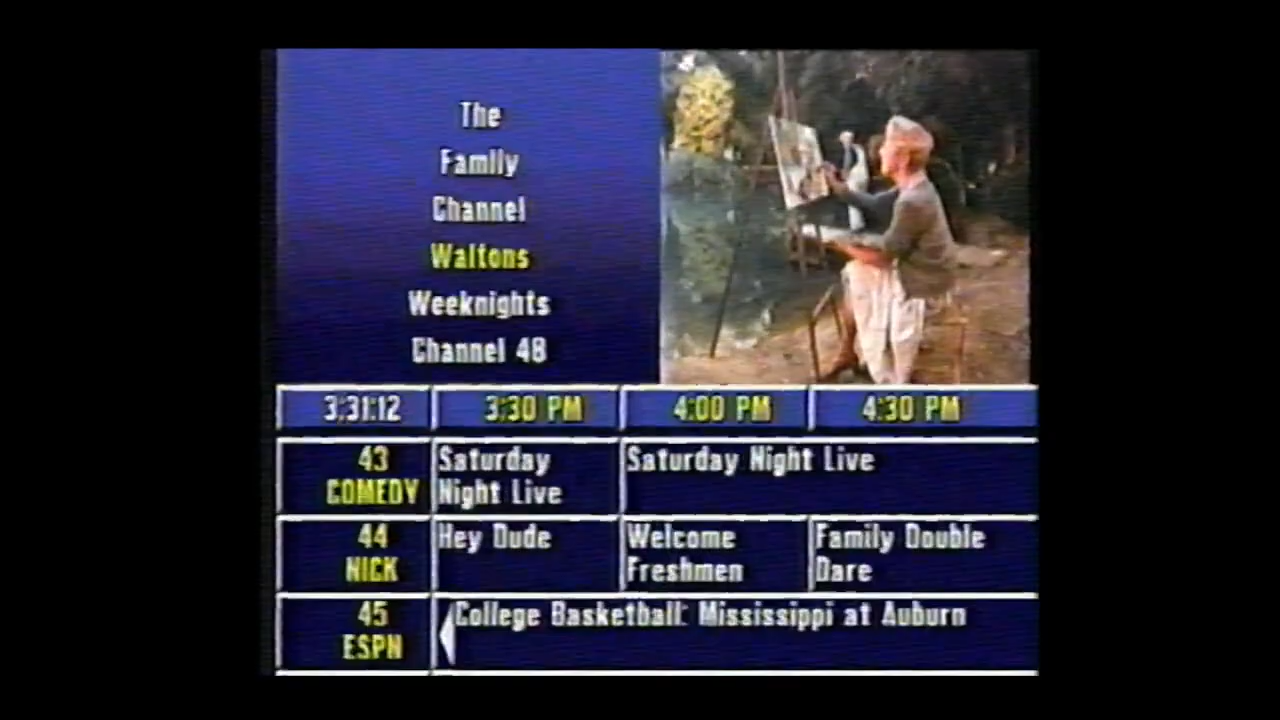 The
Family
Channel
Waltons
Weeknights
Channel 48
3:31:12 3:30 PM 4:00 PM 4:30 PM
43 Saturday Saturday Night Live
COMEDY Night Live
44 Hey Dude Welcome Family Double
NICK Freshmen Dare
45 College Basketball: Mississippi at Auburn
ESPN